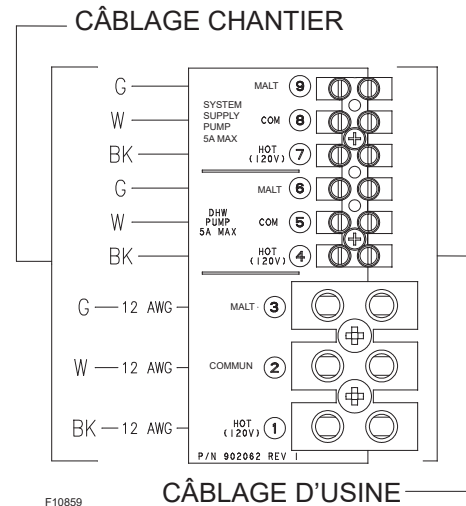 CÂBLAGE CHANTIER
G MALT 9
SYSTEM
SUPPLY
PUMP
5A MAX
W COM 8
BK HOT
(120V) 7
G MALT 6
DHW
PUMP
5A MAX
W COM 5
BK HOT
(120V) 4
G 12 AWG MALT · 3
W 12 AWG COMMUN 2
BK 12 AWG HOT
(120V) 1
P/N 902062 REV I
F10859
CÂBLAGE D'USINE